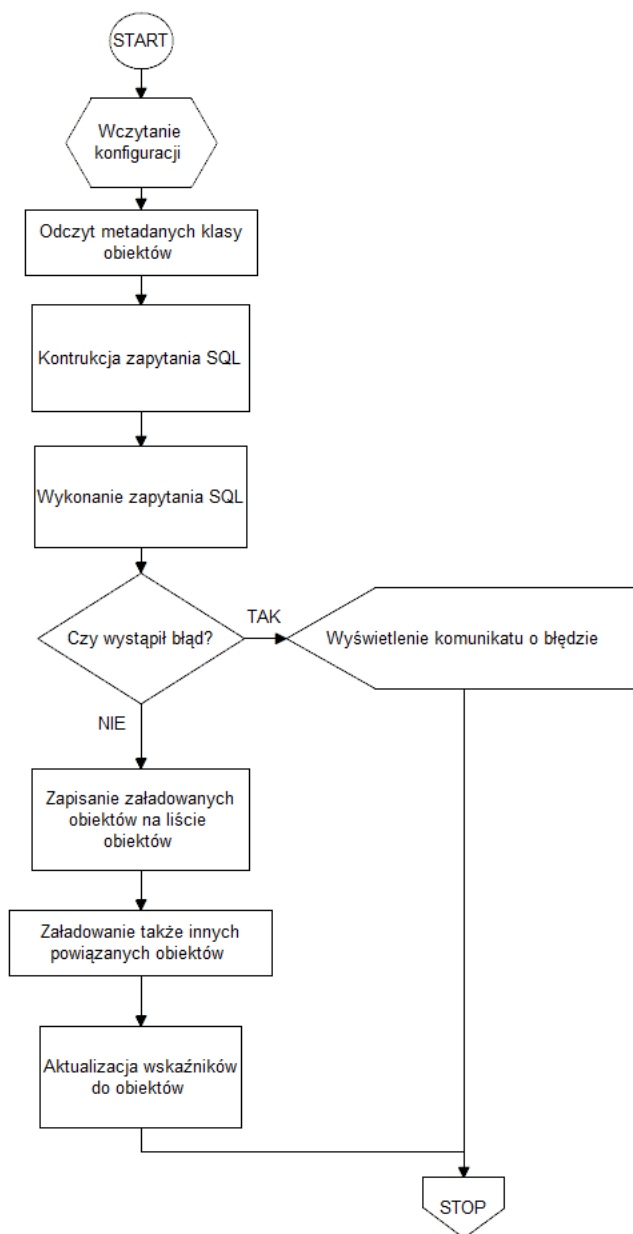 START
Wczytanie
konfiguracji
Odczyt metadanych klasy
obiektów
Kontrukcja zapytania SQL
Wykonanie zapytania SQL
Czy wystąpił błąd?
TAK
Wyświetlenie komunikatu o błędzie
NIE
Zapisanie załadowanych
obiektów na liście
obiektów
Załadowanie także innych
powiązanych obiektów
Aktualizacja wskaźników
do obiektów
STOP